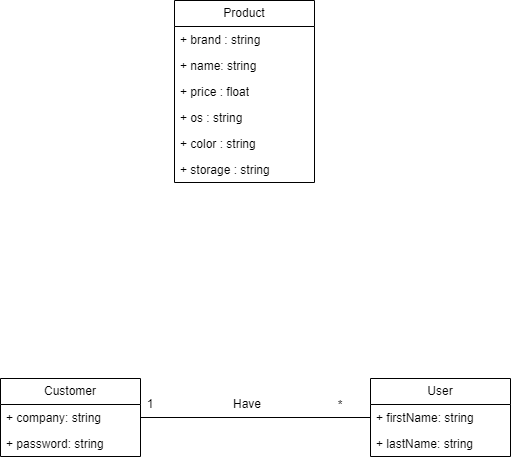 Product
+ brand : string
+ name: string
+ price : float
+ os : string
+ color : string
+ storage : string
Customer
+ company: string
+ password: string
1
Have
*
User
+ firstName: string
+ lastName: string